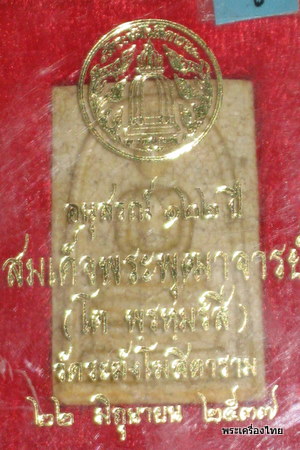 อนุสรณ์ ๑๒๒ ปี
สมเด็จพระพุฒาจารย์
(โต พรหฺมรํสี)
วัดระฆังโฆสิตาราม
๒๒ มิถุนายน ๒๕๓๗
พระเครื่องไทย